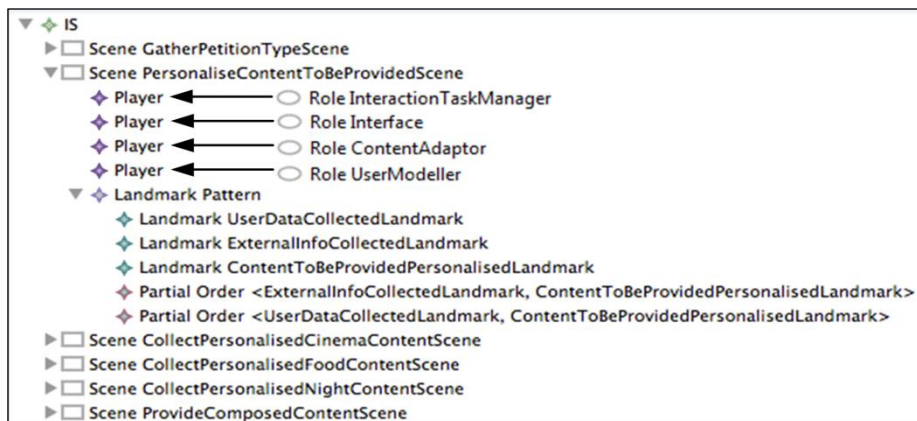 IS
Scene GatherPetitionTypeScene
Scene PersonaliseContentToBeProvidedScene
Player Role InteractionTaskManager
Player Role Interface
Player Role ContentAdaptor
Player Role UserModeller
Landmark Pattern
Landmark UserDataCollectedLandmark
Landmark ExternalInfoCollectedLandmark
Landmark ContentToBeProvidedPersonalisedLandmark
Partial Order <ExternalInfoCollectedLandmark, ContentToBeProvidedPersonalisedLandmark>
Partial Order <UserDataCollectedLandmark, ContentToBeProvidedPersonalisedLandmark>
Scene CollectPersonalisedCinemaContentScene
Scene CollectPersonalisedFoodContentScene
Scene CollectPersonalisedNightContentScene
Scene ProvideComposedContentScene